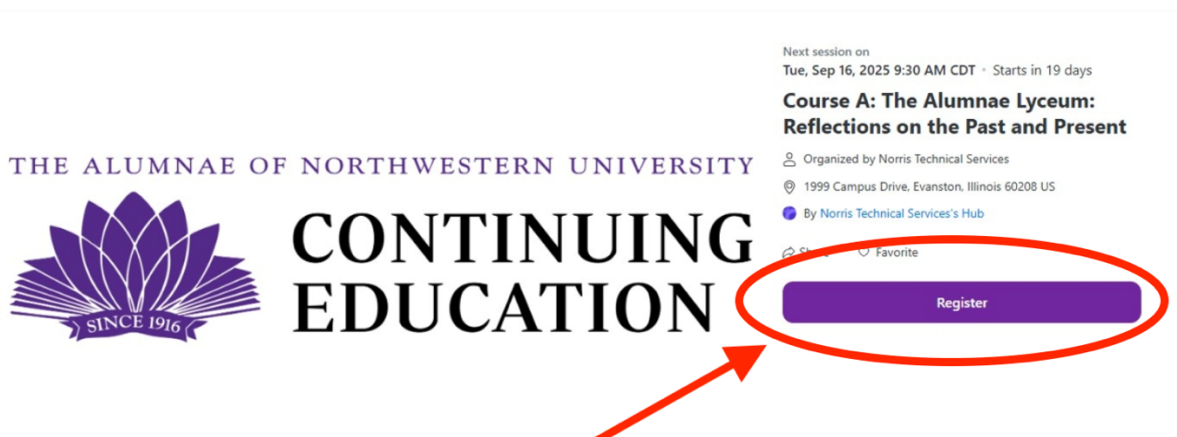 THE ALUMNAE OF NORTHWESTERN UNIVERSITY
SINCE 1916
CONTINUING
EDUCATION
Next session on
Tue, Sep 16, 2025 9:30 AM CDT • Starts in 19 days
Course A: The Alumnae Lyceum:
Reflections on the Past and Present
Organized by Norris Technical Services
1999 Campus Drive, Evanston, Illinois 60208 US
By Norris Technical Services's Hub
Share Favorite
Register